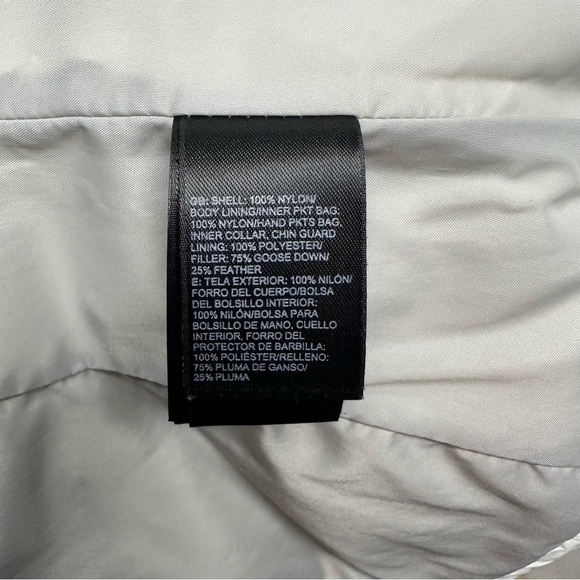 GB: SHELL: 100% NYLON/
BODY LINING/INNER PKT BAG:
100% NYLON/HAND PKTS BAG,
INNER COLLAR, CHIN GUARD
LINING: 100% POLYESTER/
FILLER: 75% GOOSE DOWN/
25% FEATHER
E: TELA EXTERIOR: 100% NILÓN/
FORRO DEL CUERPO/BOLSA
DEL BOLSILLO INTERIOR:
100% NILÓN/BOLSA PARA
BOLSILLO DE MANO, CUELLO
INTERIOR, FORRO DEL
PROTECTOR DE BARBILLA:
100% POLIÉSTER/RELLENO:
75% PLUMA DE GANSO/
25% PLUMA